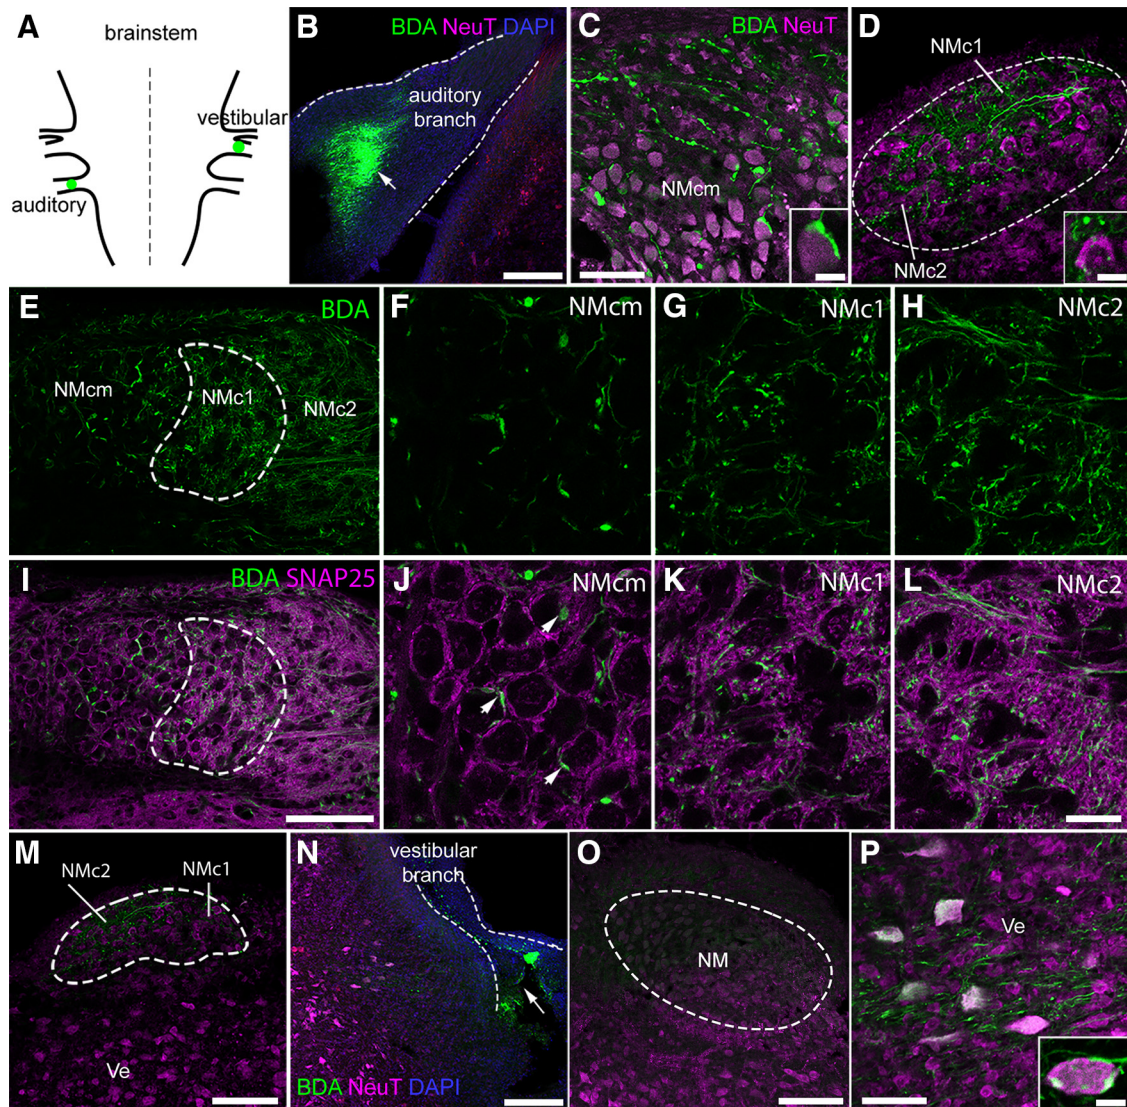 A
brainstem
vestibular
auditory
B
BDA NeuT DAPI
auditory
branch
C
BDA NeuT
NMcm
D
NMc1
NMc2
E
BDA
NMcm
NMc1
NMc2
F
NMcm
G
NMc1
H
NMc2
I
BDA SNAP25
J
NMcm
K
NMc1
L
NMc2
M
NMc2
NMc1
Ve
N
vestibular
branch
BDA NeuT DAPI
O
NM
P
Ve